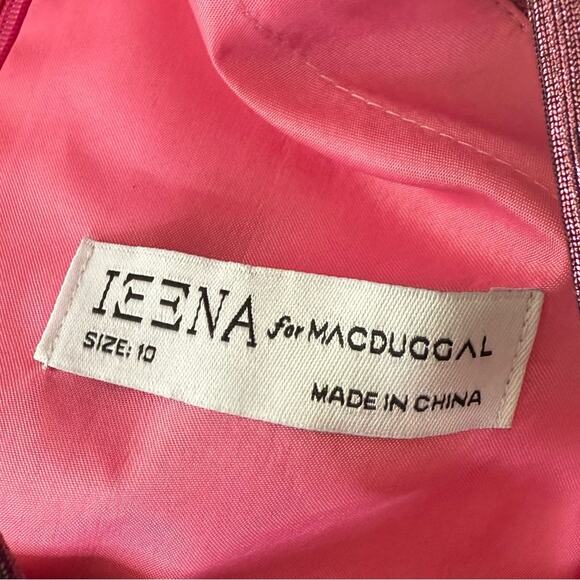 IEENA for MACDUGGAL
SIZE: 10
MADE IN CHINA